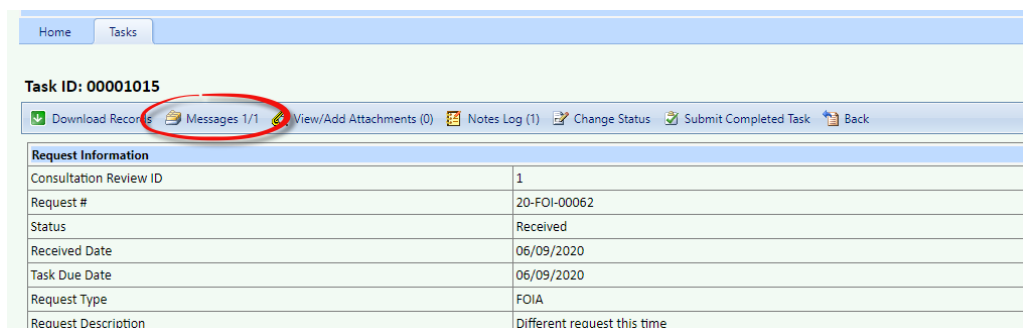 Home Tasks
Task ID: 00001015
Download Records Messages 1/1 View/Add Attachments (0) Notes Log (1) Change Status Submit Completed Task Back
Request Information
Consultation Review ID 1
Request # 20-FOI-00062
Status Received
Received Date 06/09/2020
Task Due Date 06/09/2020
Request Type FOIA
Request Description Different request this time